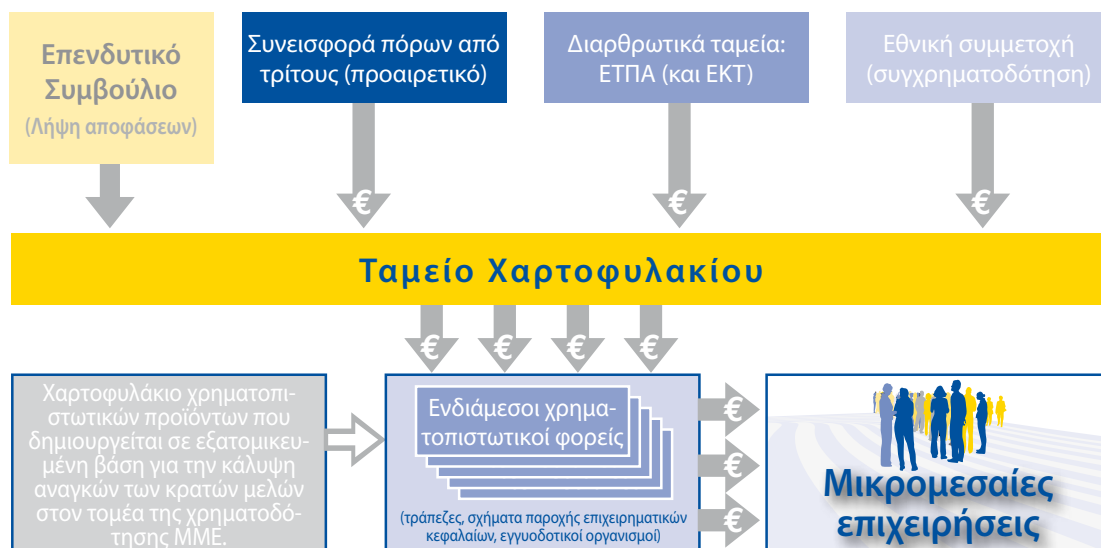 Επενδυτικό
Συμβούλιο
(Λήψη αποφάσεων)
Συνεισφορά πόρων από
τρίτους (προαιρετικό)
Διαρθρωτικά ταμεία:
ΕΤΠΑ (και ΕΚΤ)
Εθνική συμμετοχή
(συγχρηματοδότηση)
€
€
€
Ταμείο Χαρτοφυλακίου
€ € € €
Χαρτοφυλάκιο χρηματοπι-
στωτικών προϊόντων που
δημιουργείται σε εξατομικευ-
μένη βάση για την κάλυψη
αναγκών των κρατών μελών
στον τομέα της χρηματοδό-
τησης ΜΜΕ.
Ενδιάμεσοι χρημα-
τοπιστωτικοί φορείς
(τράπεζες, σχήματα παροχής επιχειρηματικών
κεφαλαίων, εγγυοδοτικοί οργανισμοί)
€
€
€
Μικρομεσαίες
επιχειρήσεις